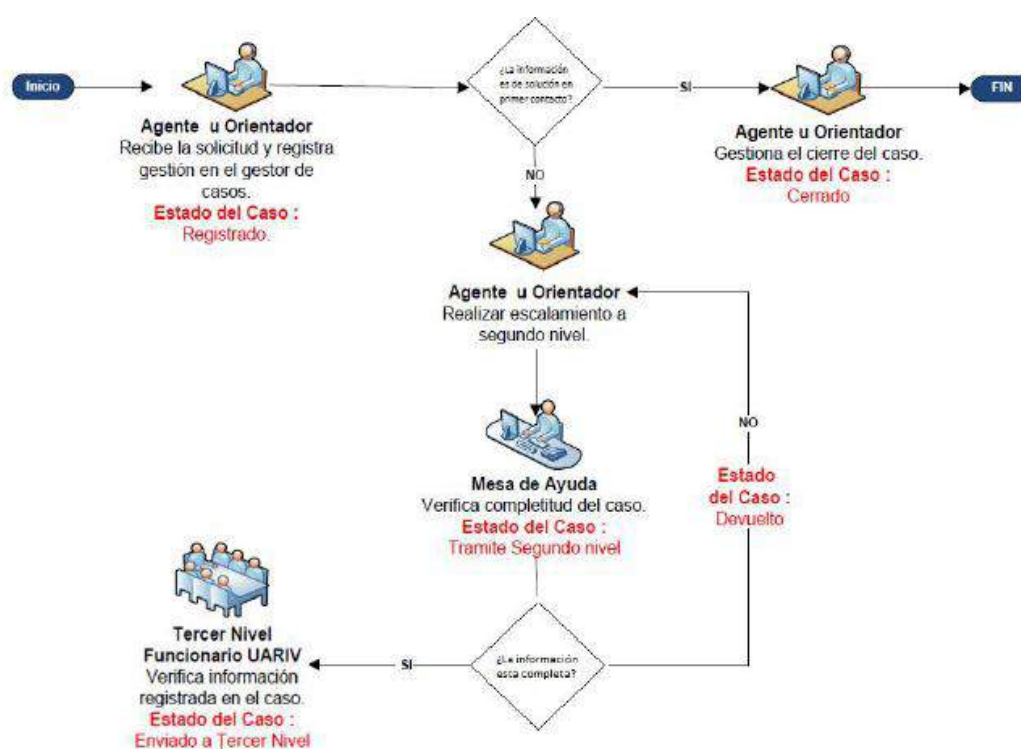 Inicio
Agente u Orientador
Recibe la solicitud y registra
gestión en el gestor de
casos.
Estado del Caso :
Registrado.
¿La información
es de solución en
primer contacto?
SI
Agente u Orientador
Gestiona el cierre del caso.
Estado del Caso :
Cerrado
FIN
NO
Agente u Orientador
Realizar escalamiento a
segundo nivel.
Mesa de Ayuda
Verifica completitud del caso.
Estado del Caso :
Tramite Segundo nivel
NO
Estado
del Caso :
Devuelto
¿La información
esta completa?
SI
Tercer Nivel
Funcionario UARIV
Verifica información
registrada en el caso.
Estado del Caso :
Enviado a Tercer Nivel